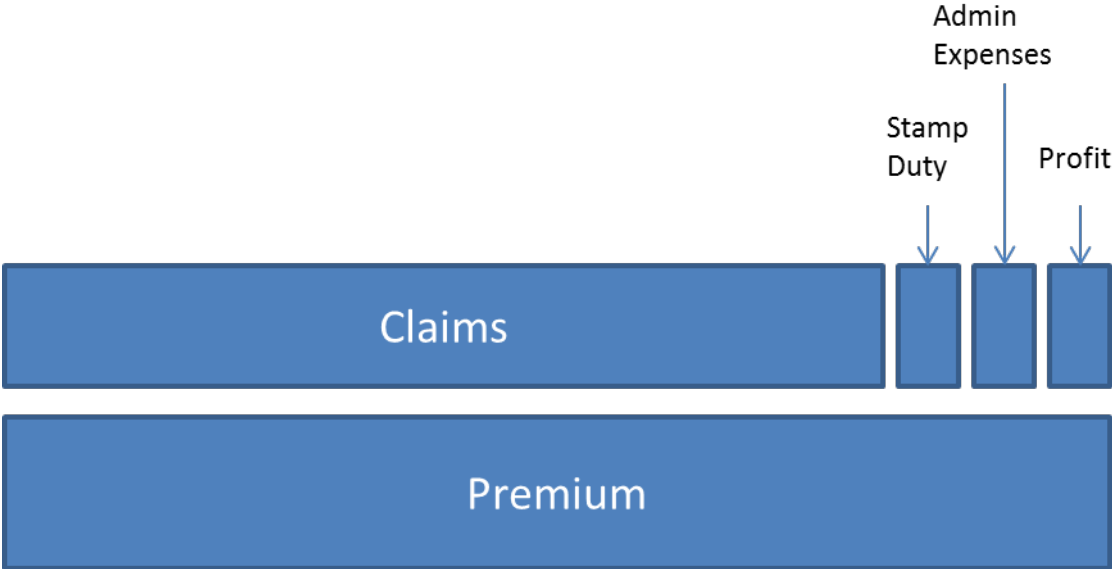 Admin
Expenses
Stamp
Duty
Profit
Claims
Premium